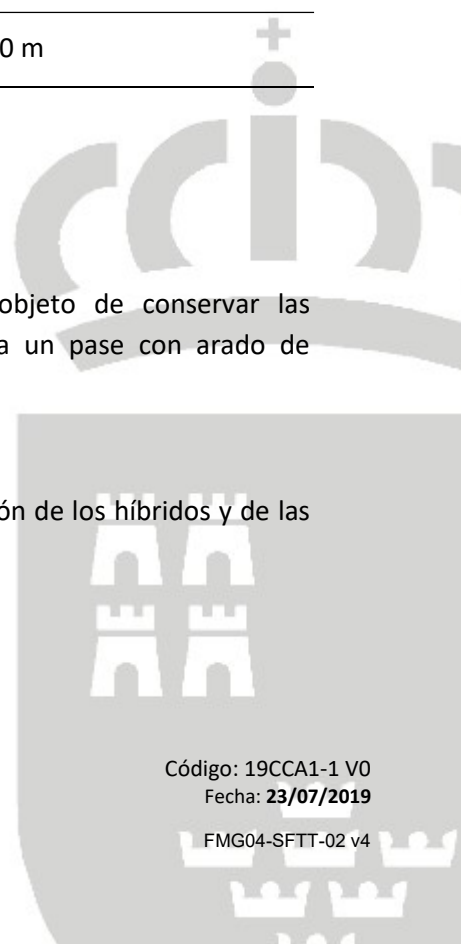 0 m
objeto de conservar las
a un pase con arado de
ón de los híbridos y de las
Código: 19CCA1-1 V0
Fecha: 23/07/2019
FMG04-SFTT-02 v4